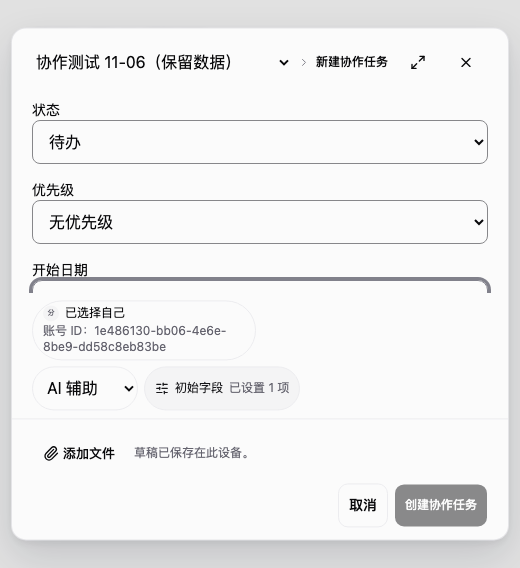 协作测试 11-06（保留数据） 新建协作任务
状态
待办
优先级
无优先级
开始日期
分 已选择自己
账号 ID：1e486130-bb06-4e6e-
8be9-dd58c8eb83be
AI 辅助 初始字段 已设置 1 项
添加文件 草稿已保存在此设备。
取消 创建协作任务